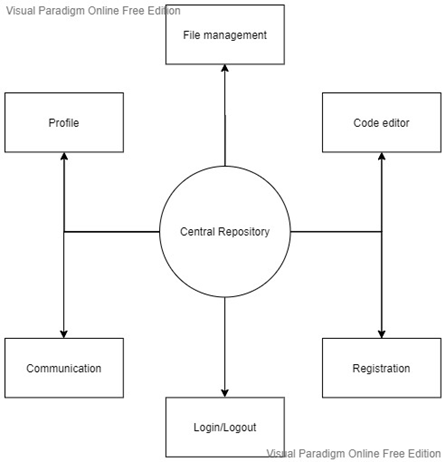 Visual Paradigm Online Free Edition
File management
Profile
Code editor
Central Repository
Communication
Registration
Login/Logout
Visual Paradigm Online Free Edition